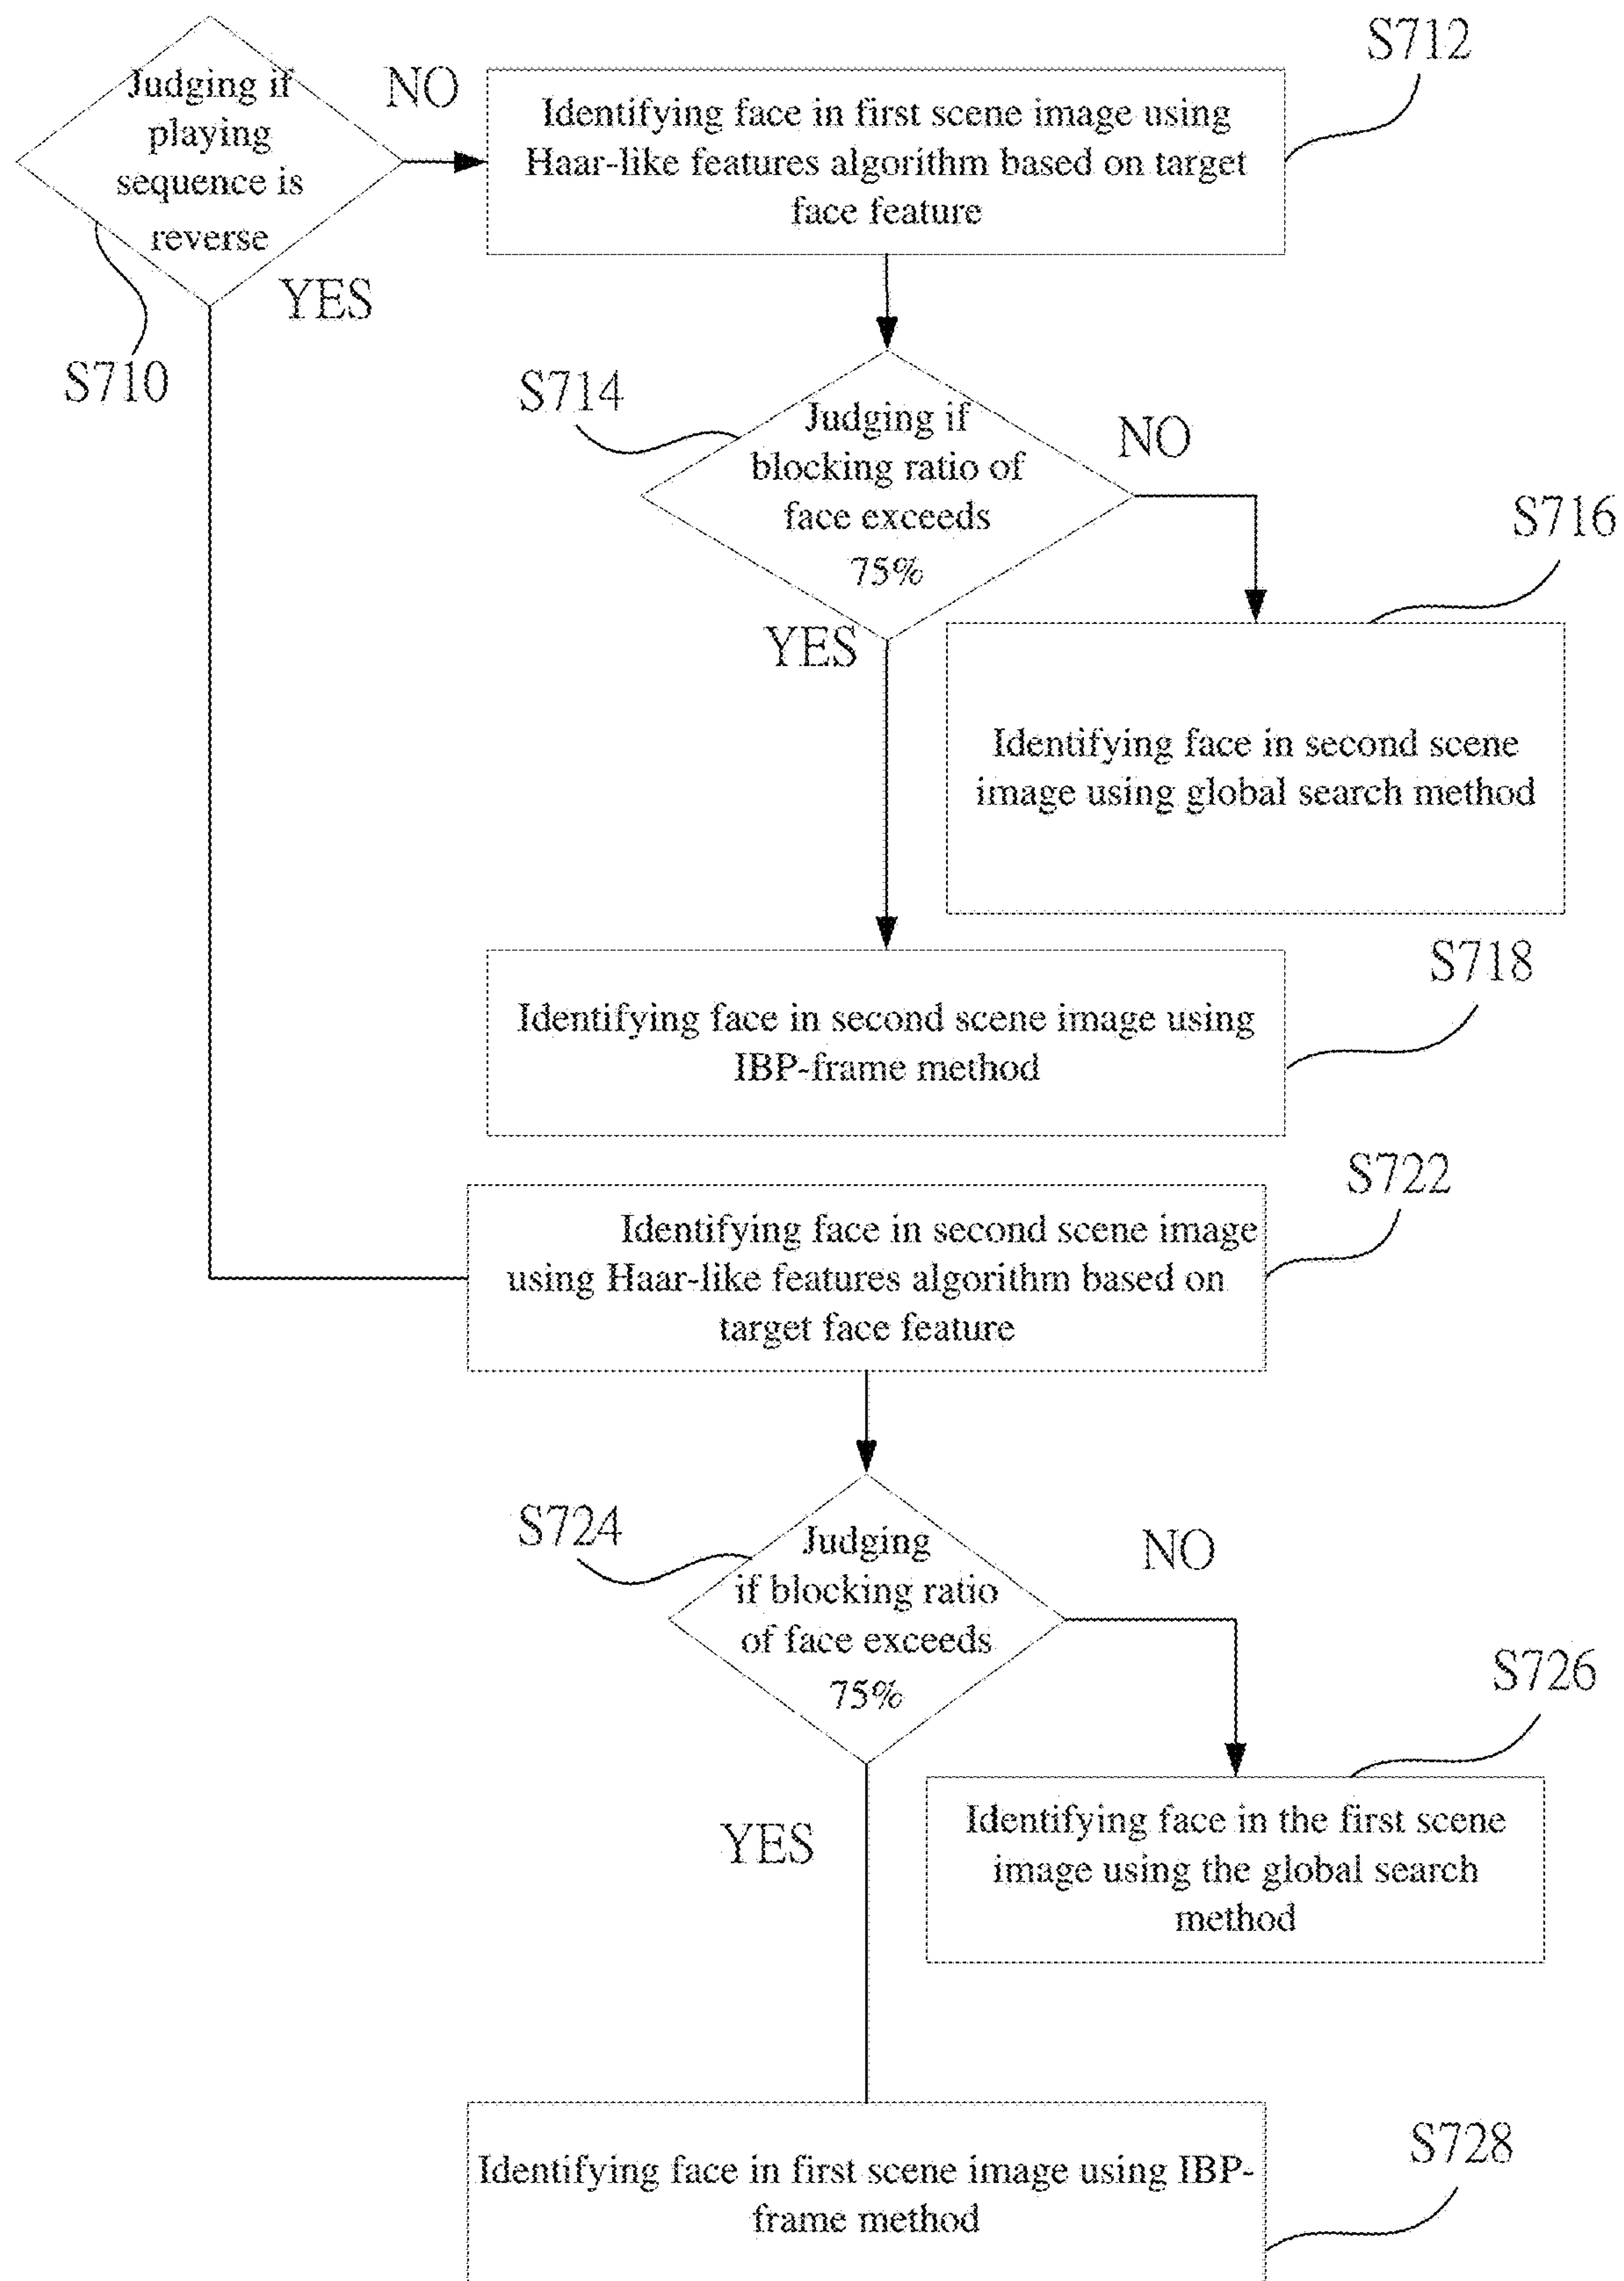 S712
Judging if
playing
sequence is
reverse
NO
Identifying face in first scene image using
Haar-like features algorithm based on target
face feature
YES
S710
S714
Judging if
blocking ratio of
face exceeds
75%
NO
S716
YES
Identifying face in second scene
image using global search method
S718
Identifying face in second scene image using
IBP-frame method
S722
Identifying face in second scene image
using Haar-like features algorithm based on
target face feature
S724
Judging
if blocking ratio
of face exceeds
75%
NO
S726
YES
Identifying face in the first scene
image using the global search
method
S728
Identifying face in first scene image using IBP-
frame method